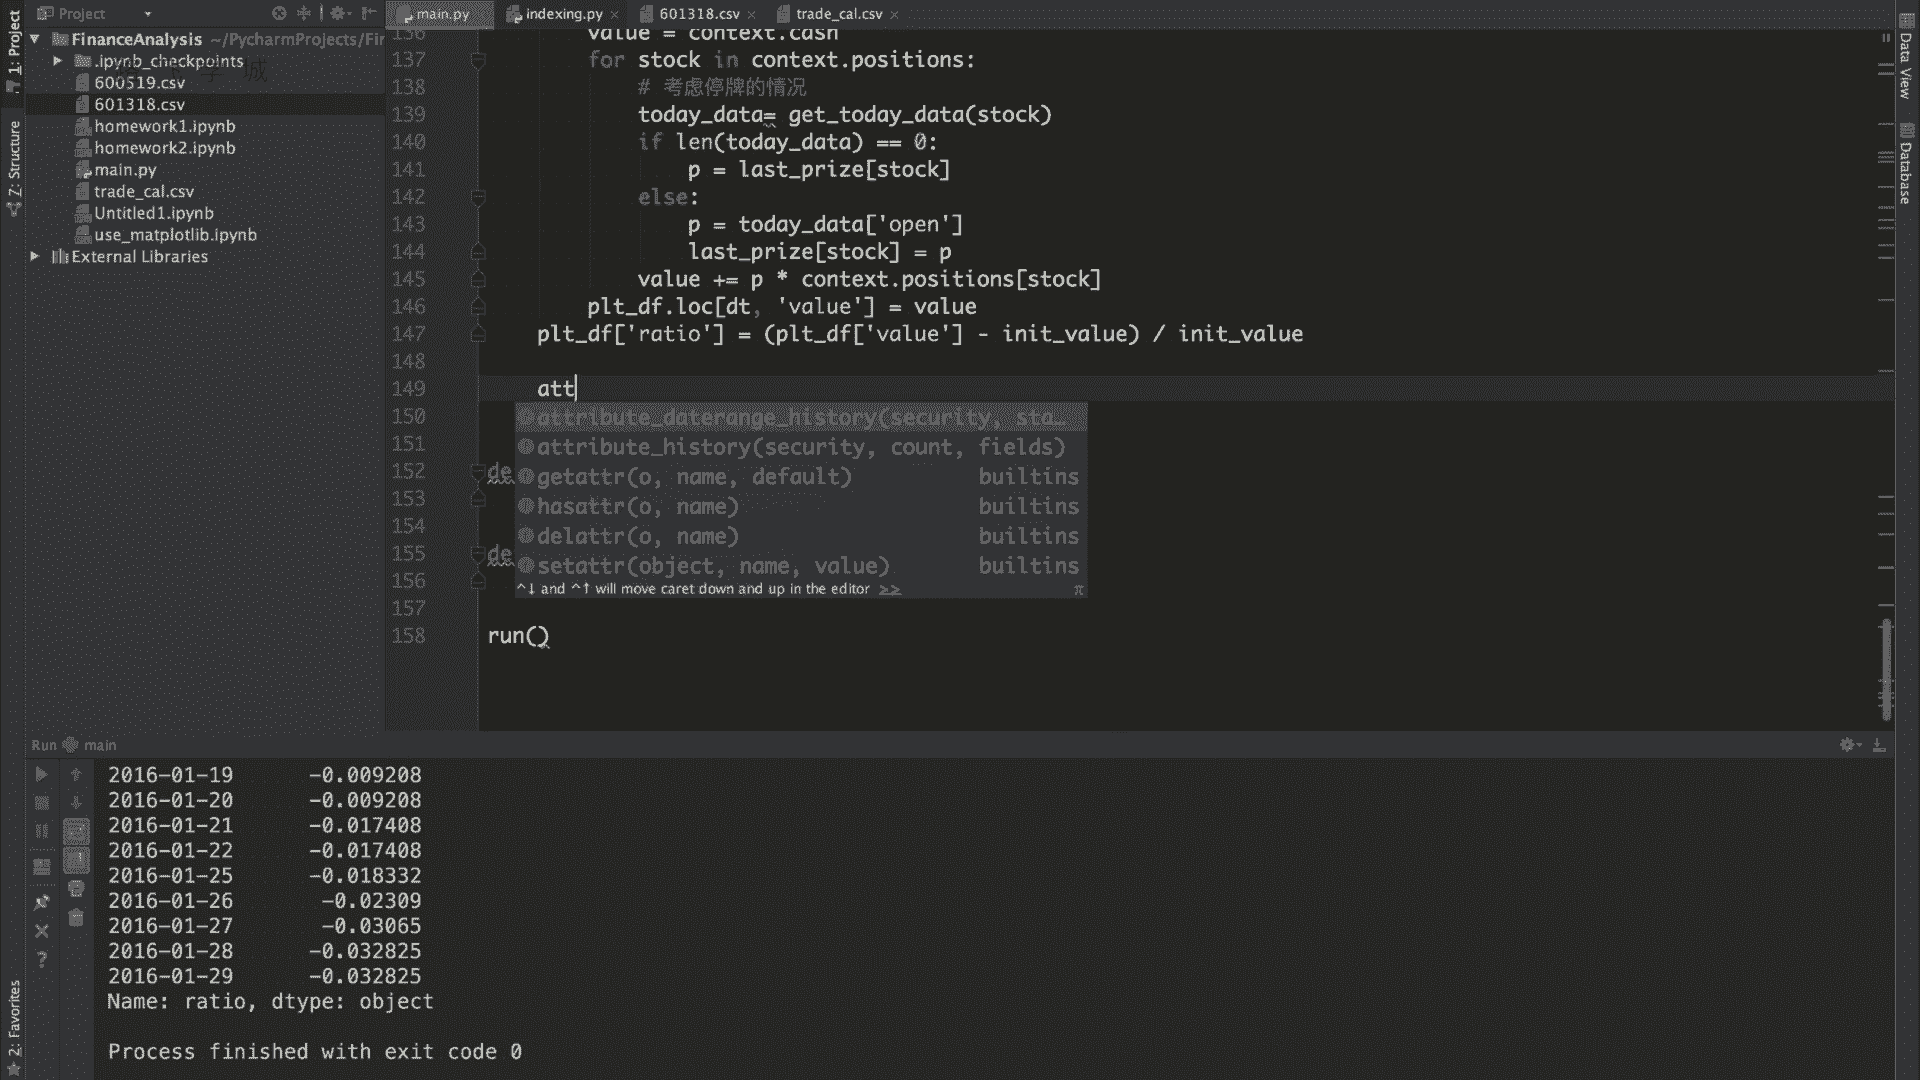 Project
main.py
indexing.py
601318.csv
trade_cal.csv
1: Project
Z: Structure
2: Favorites
Data View
Database
FinanceAnalysis ~/PycharmProjects/Fir
.ipynb_checkpoints
600519.csv
601318.csv
homework1.ipynb
homework2.ipynb
main.py
trade_cal.csv
Untitled1.ipynb
use_matplotlib.ipynb
External Libraries
136 value = context.cash
137 for stock in context.positions:
138 # 考虑停牌的情况
139 today_data= get_today_data(stock)
140 if len(today_data) == 0:
141 p = last_prize[stock]
142 else:
143 p = today_data['open']
144 last_prize[stock] = p
145 value += p * context.positions[stock]
146 plt_df.loc[dt, 'value'] = value
147 plt_df['ratio'] = (plt_df['value'] - init_value) / init_value
148
149 att
150 attribute_daterange_history(security, sta…
151 attribute_history(security, count, fields)
152 de getattr(o, name, default) builtins
153 hasattr(o, name) builtins
154 delattr(o, name) builtins
155 de setattr(object, name, value) builtins
156 ^↓ and ^↑ will move caret down and up in the editor >> π
157
158 run()
Run main
2016-01-19 -0.009208
2016-01-20 -0.009208
2016-01-21 -0.017408
2016-01-22 -0.017408
2016-01-25 -0.018332
2016-01-26 -0.02309
2016-01-27 -0.03065
2016-01-28 -0.032825
2016-01-29 -0.032825
Name: ratio, dtype: object
Process finished with exit code 0